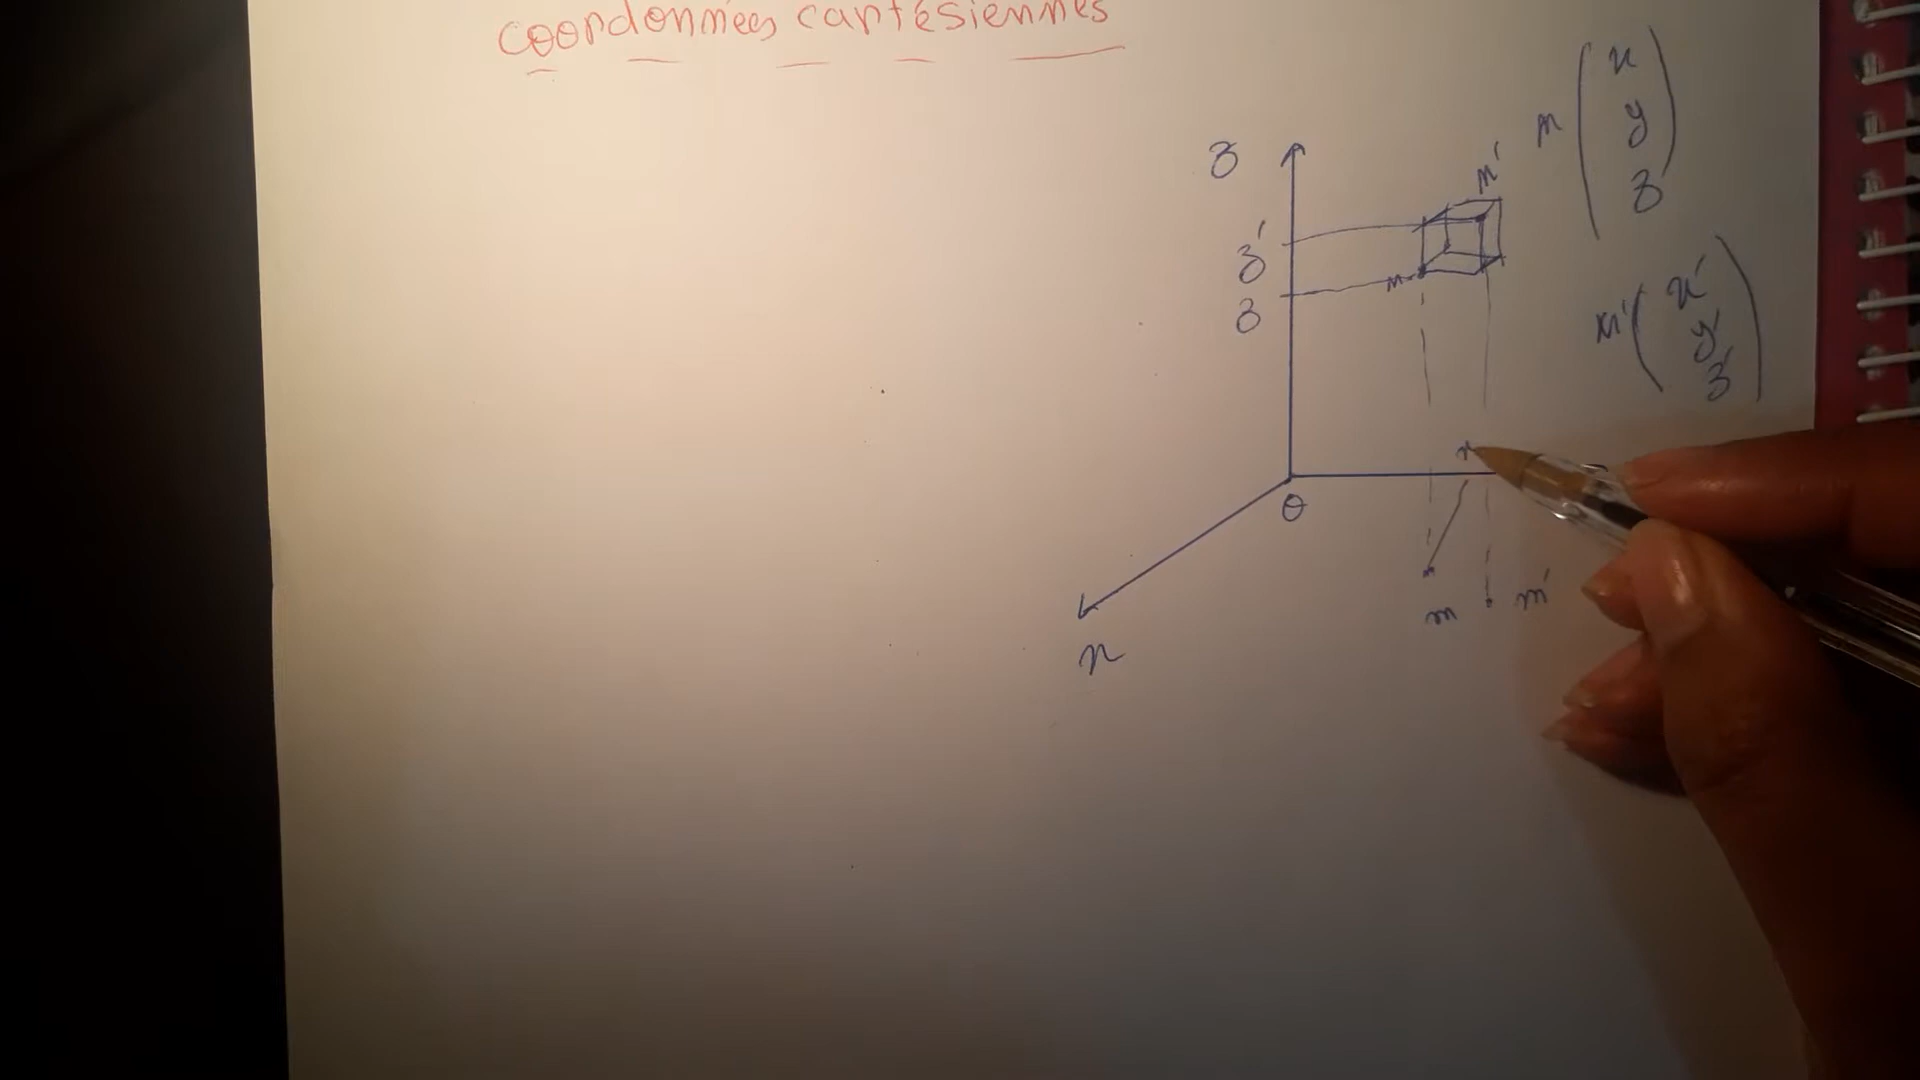 coordonnées cartésiennes
z
z'
z
M
M'
O
x
m
m'
M ( x
y
z )
M' ( x'
y'
z' )